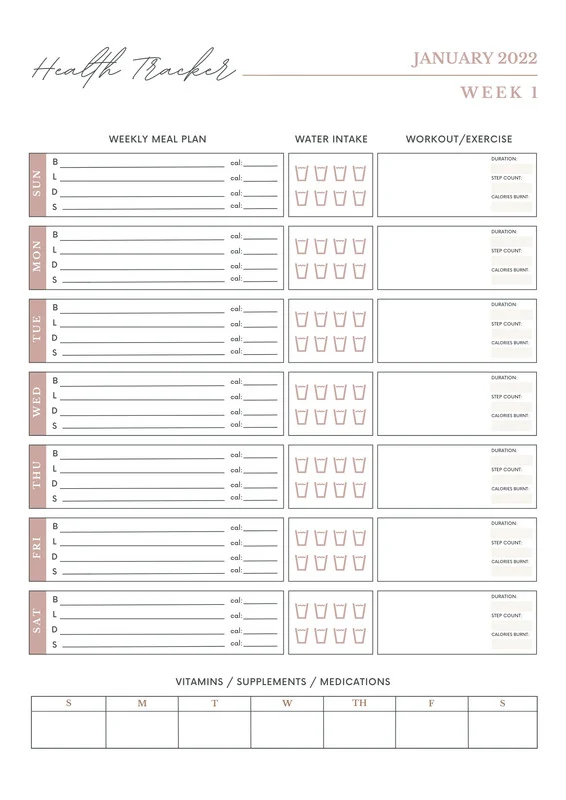 Health Tracker
JANUARY 2022
WEEK 1
WEEKLY MEAL PLAN WATER INTAKE WORKOUT/EXERCISE
SUN
B cal:
L cal:
D cal:
S cal:
DURATION:
STEP COUNT:
CALORIES BURNT:
MON
B cal:
L cal:
D cal:
S cal:
DURATION:
STEP COUNT:
CALORIES BURNT:
TUE
B cal:
L cal:
D cal:
S cal:
DURATION:
STEP COUNT:
CALORIES BURNT:
WED
B cal:
L cal:
D cal:
S cal:
DURATION:
STEP COUNT:
CALORIES BURNT:
THU
B cal:
L cal:
D cal:
S cal:
DURATION:
STEP COUNT:
CALORIES BURNT:
FRI
B cal:
L cal:
D cal:
S cal:
DURATION:
STEP COUNT:
CALORIES BURNT:
SAT
B cal:
L cal:
D cal:
S cal:
DURATION:
STEP COUNT:
CALORIES BURNT:
VITAMINS / SUPPLEMENTS / MEDICATIONS
S M T W TH F S